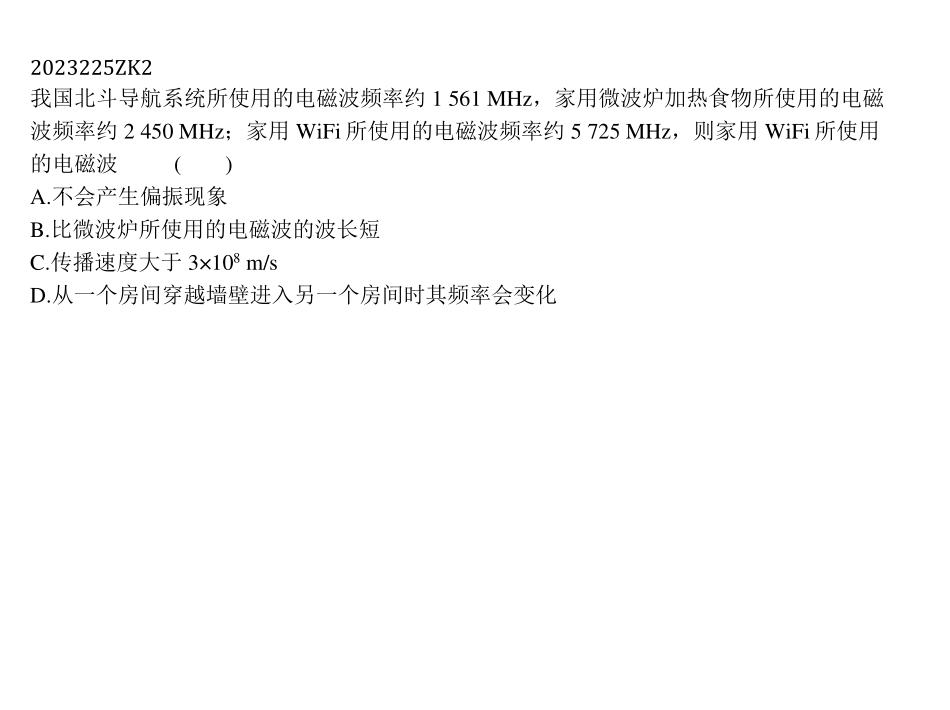 2023225ZK2
我国北斗导航系统所使用的电磁波频率约 1 561 MHz，家用微波炉加热食物所使用的电磁
波频率约 2 450 MHz；家用 WiFi 所使用的电磁波频率约 5 725 MHz，则家用 WiFi 所使用
的电磁波　　(　　)
A.不会产生偏振现象
B.比微波炉所使用的电磁波的波长短
C.传播速度大于 3×10⁸ m/s
D.从一个房间穿越墙壁进入另一个房间时其频率会变化